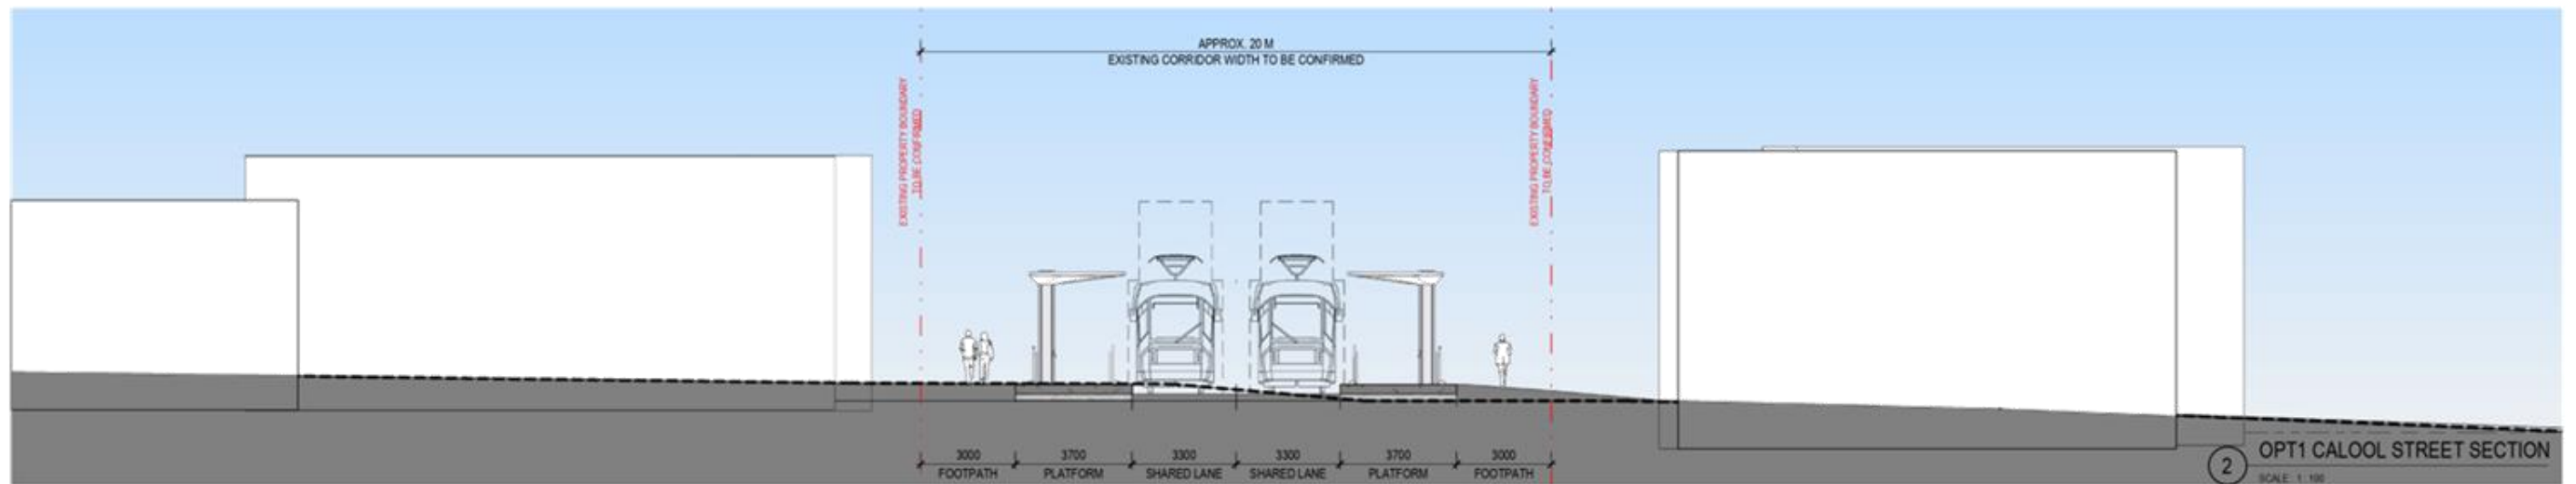 APPROX. 20 M
EXISTING CORRIDOR WIDTH TO BE CONFIRMED
EXISTING PROPERTY BOUNDARY
TO BE CONFIRMED
EXISTING PROPERTY BOUNDARY
TO BE CONFIRMED
3000 3700 3300 3300 3700 3000
FOOTPATH PLATFORM SHARED LANE SHARED LANE PLATFORM FOOTPATH
2 OPT1 CALOOL STREET SECTION
SCALE: 1 : 100